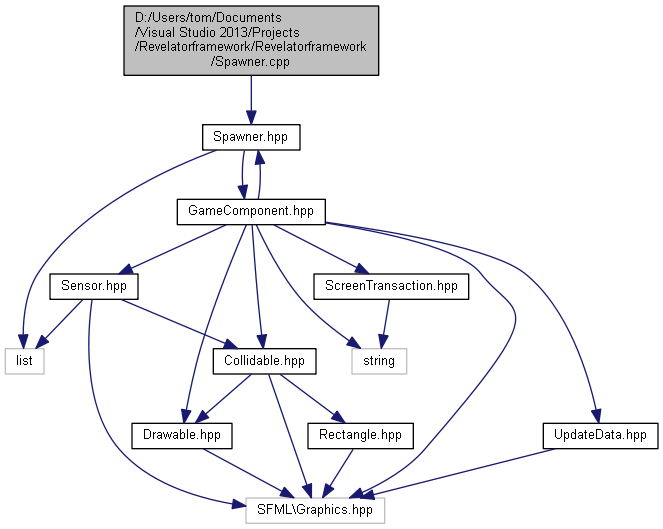 D:/Users/tom/Documents
/Visual Studio 2013/Projects
/Revelatorframework/Revelatorframework
/Spawner.cpp
Spawner.hpp
GameComponent.hpp
Sensor.hpp
ScreenTransaction.hpp
list
Collidable.hpp
string
Drawable.hpp
Rectangle.hpp
UpdateData.hpp
SFML\Graphics.hpp